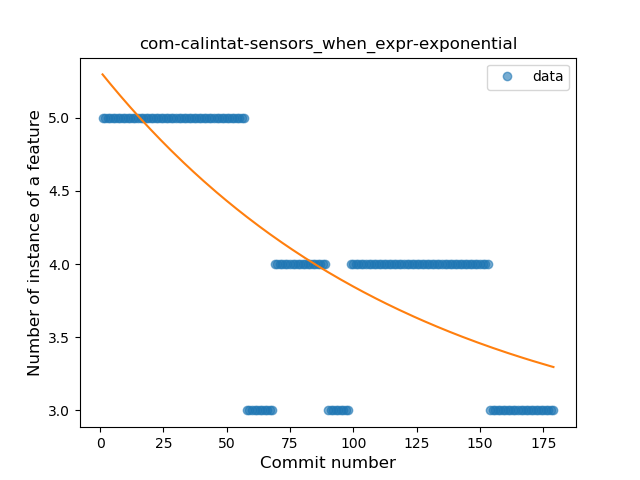 com-calintat-sensors_when_expr-exponential
data
Number of instance of a feature
5.0
4.5
4.0
3.5
3.0
0 25 50 75 100 125 150 175
Commit number